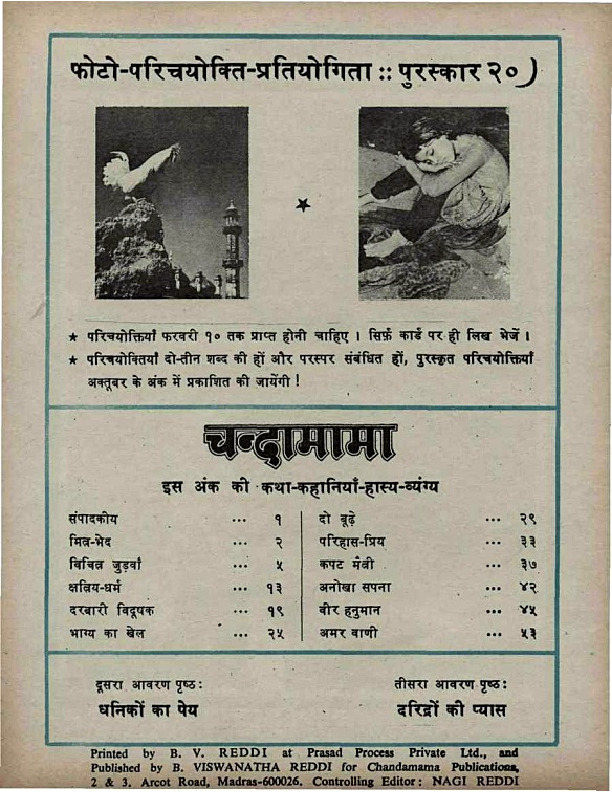 फोटो-परिचयोक्ति-प्रतियोगिता :: पुरस्कार २०)
★ परिचयोक्तियाँ फरवरी १० तक प्राप्त होनी चाहिए । सिर्फ़ कार्ड पर ही लिख भेजें ।
★ परिचयोक्तियाँ दो-तीन शब्द की हों और परस्पर संबंधित हों, पुरस्कृत परिचयोक्तियाँ
अक्तूबर के अंक में प्रकाशित की जायेंगी !
चन्दामामा
इस अंक की कथा-कहानियाँ-हास्य-व्यंग्य
संपादकीय ... १
मित्र-भेद ... २
विचित्र जुड़वाँ ... ५
क्षत्रिय-धर्म ... १३
दरबारी विदूषक ... १९
भाग्य का खेल ... २५
दो बूढ़े ... २९
परिहास-प्रिय ... ३३
कपट मंत्री ... ३७
अनोखा सपना ... ४२
वीर हनुमान ... ४५
अमर वाणी ... ५३
दूसरा आवरण पृष्ठ:
धनिकों का पेय
तीसरा आवरण पृष्ठ:
दरिद्रों की प्यास
Printed by B. V. REDDI at Prasad Process Private Ltd., and
Published by B. VISWANATHA REDDI for Chandamama Publications,
2 & 3, Arcot Road, Madras-600026. Controlling Editor: NAGI REDDI